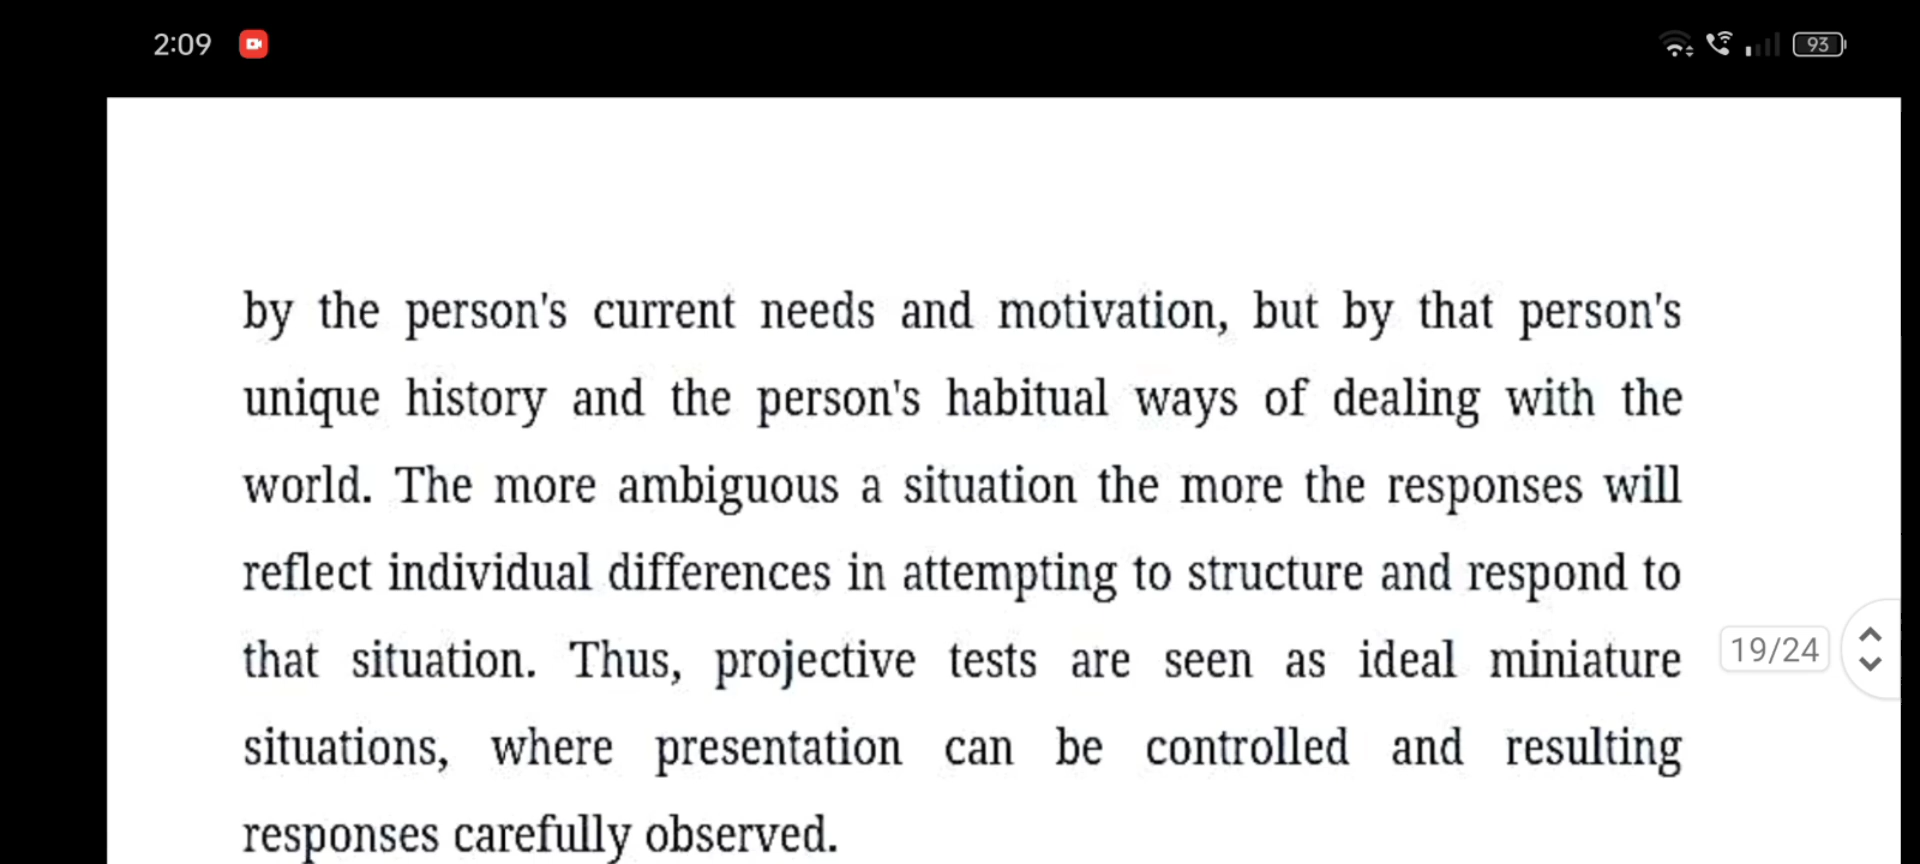 2:09
93
by the person's current needs and motivation, but by that person's
unique history and the person's habitual ways of dealing with the
world. The more ambiguous a situation the more the responses will
reflect individual differences in attempting to structure and respond to
that situation. Thus, projective tests are seen as ideal miniature
19/24
situations, where presentation can be controlled and resulting
responses carefully observed.